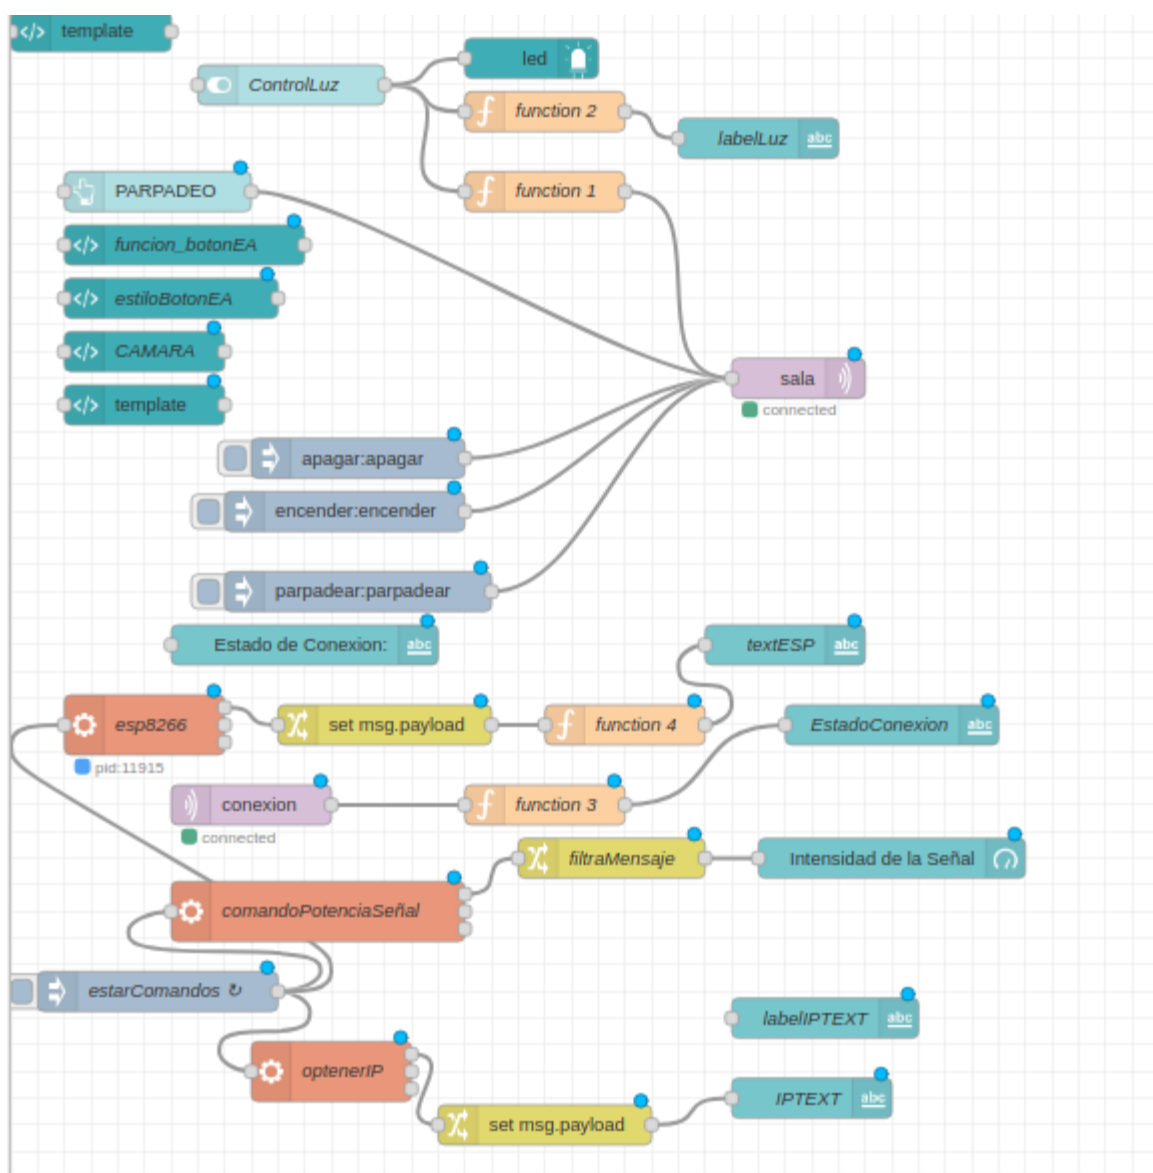 template
led
ControlLuz
function 2
labelLuz
abc
PARPADEO
function 1
funcion_botonEA
estiloBotonEA
CAMARA
sala
template
connected
apagar:apagar
encender:encender
parpadear:parpadear
Estado de Conexion:
abc
textESP
abc
esp8266
set msg.payload
function 4
EstadoConexion
abc
pid:11915
conexion
function 3
connected
filtraMensaje
Intensidad de la Señal
comandoPotenciaSeñal
estarComandos ↻
labelIPTEXT
abc
optenerIP
IPTEXT
abc
set msg.payload